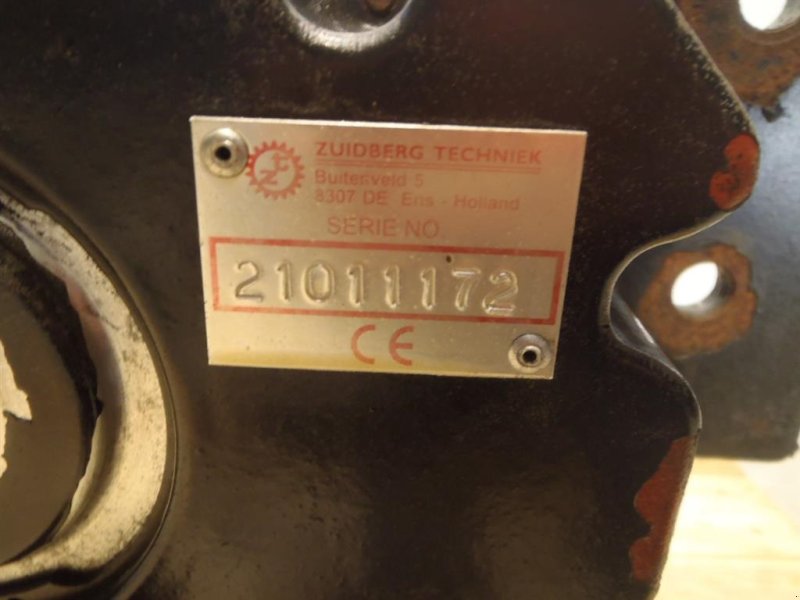 ZUIDBERG TECHNIEK
Buitenveld 5
8307 DE Ens - Holland
SERIE NO.
21011172
CE